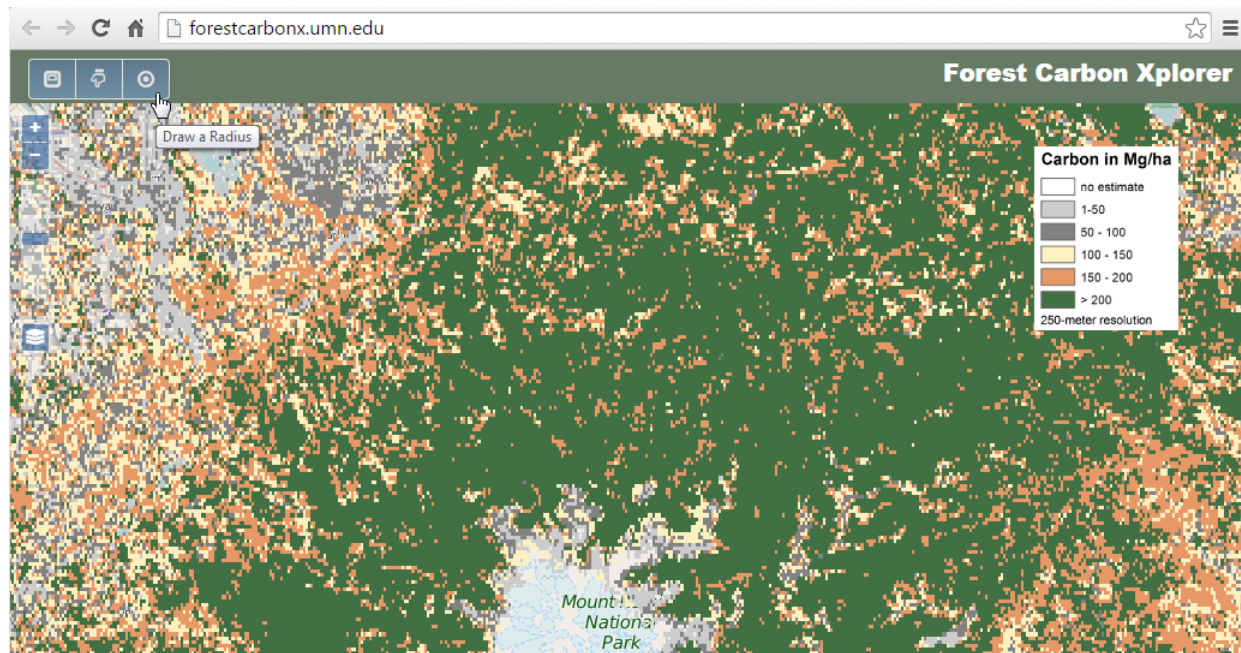 forestcarbonx.umn.edu
Forest Carbon Xplorer
Draw a Radius
Carbon in Mg/ha
no estimate
1-50
50 - 100
100 - 150
150 - 200
> 200
250-meter resolution
Mount
National
Park